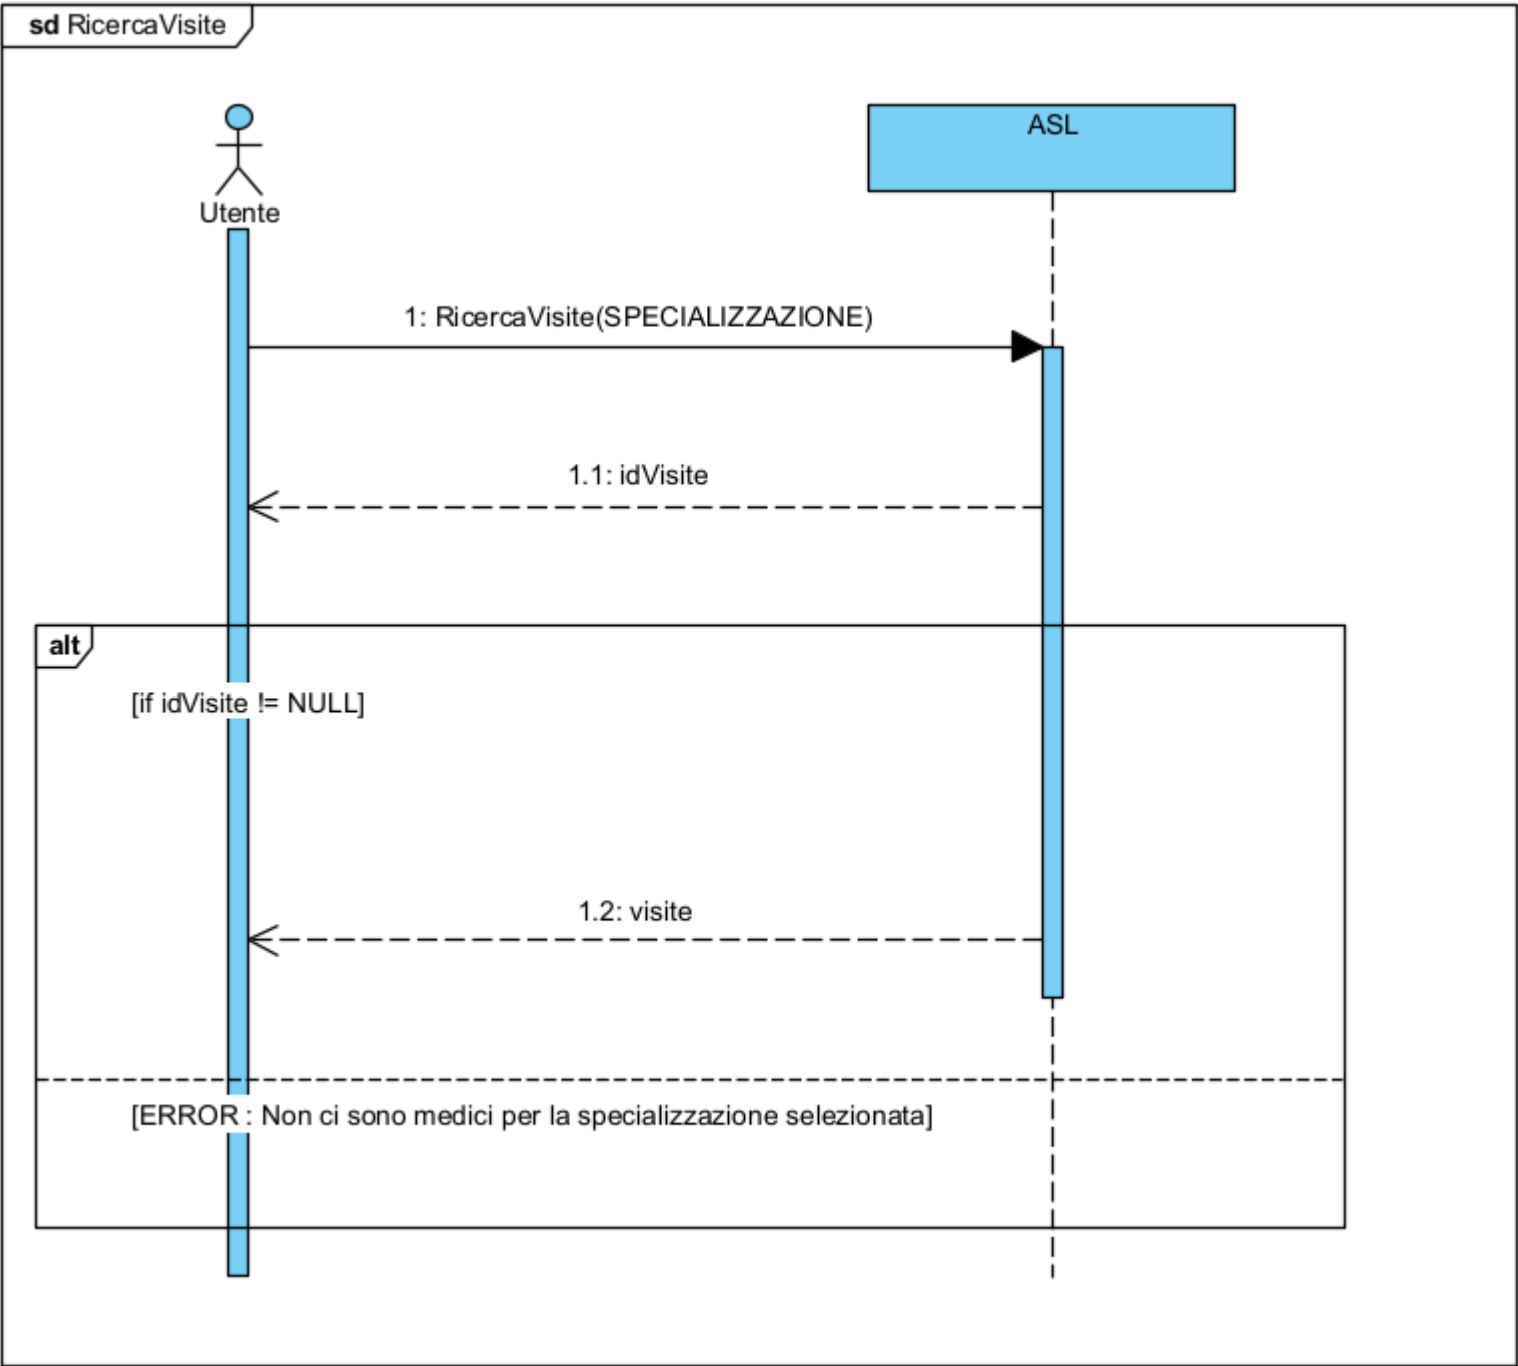 sd RicercaVisite
ASL
Utente
1: RicercaVisite(SPECIALIZZAZIONE)
1.1: idVisite
alt
[if idVisite != NULL]
1.2: visite
[ERROR : Non ci sono medici per la specializzazione selezionata]